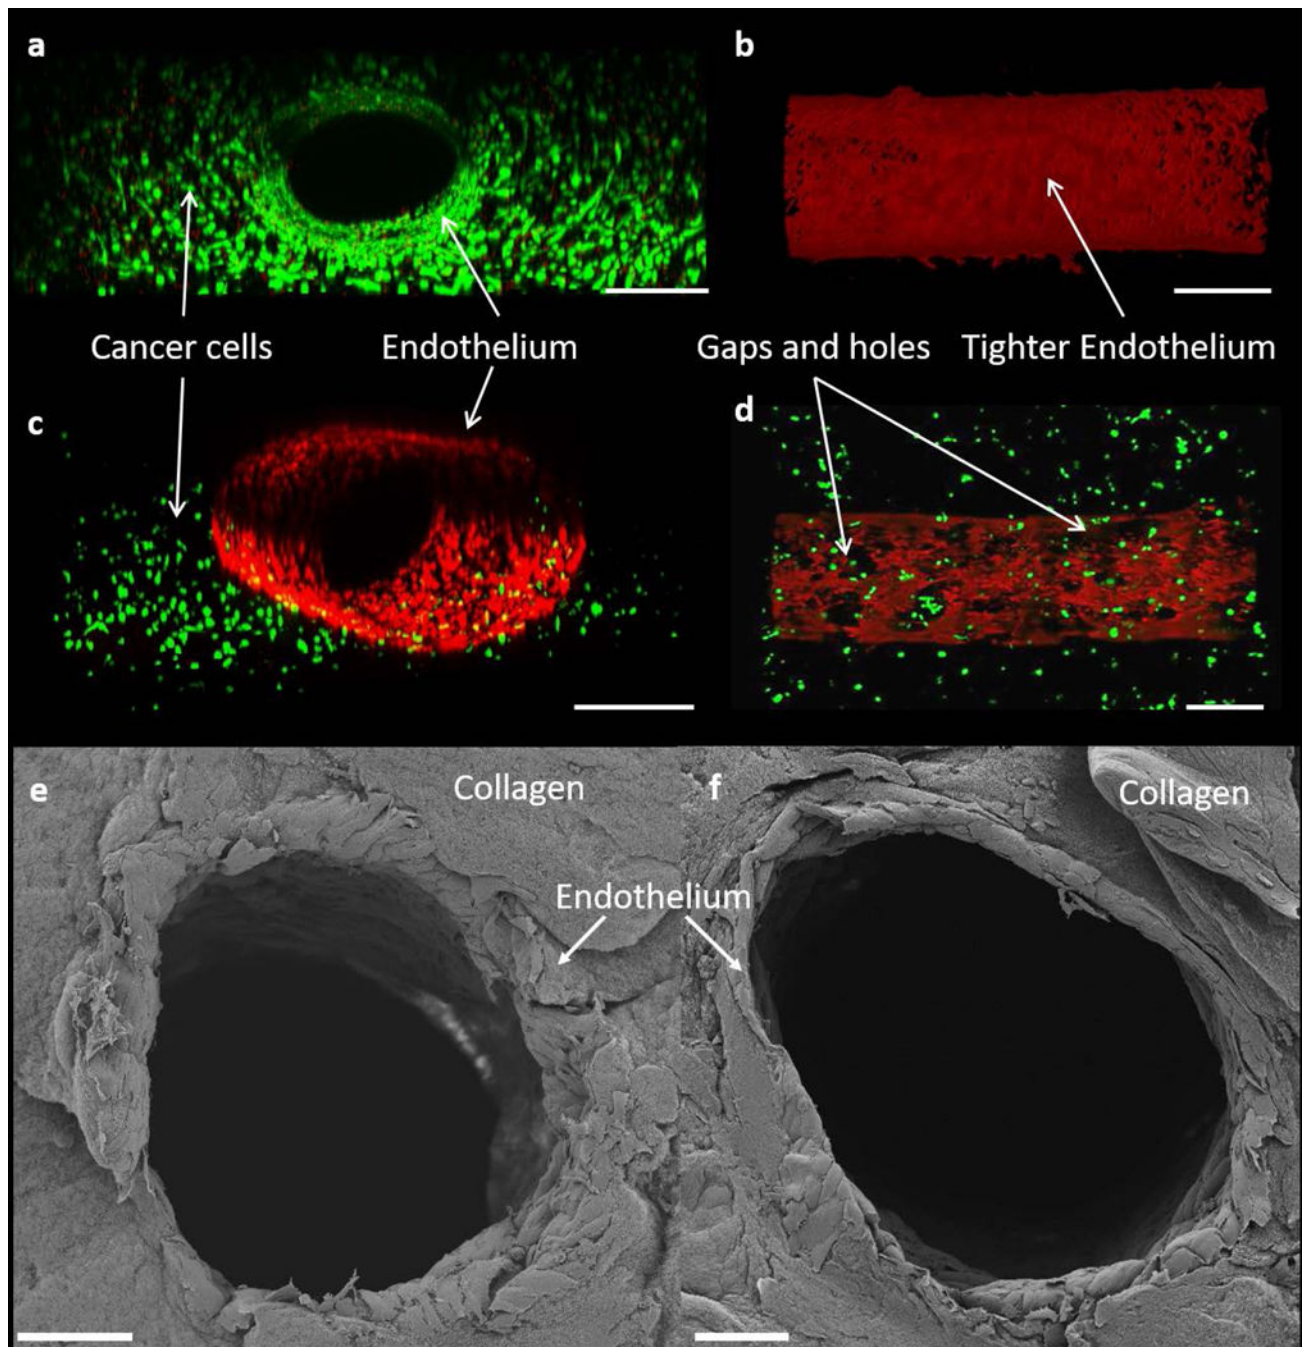 a
b
Cancer cells
Endothelium
Gaps and holes
Tighter Endothelium
c
d
e
Collagen
f
Collagen
Endothelium